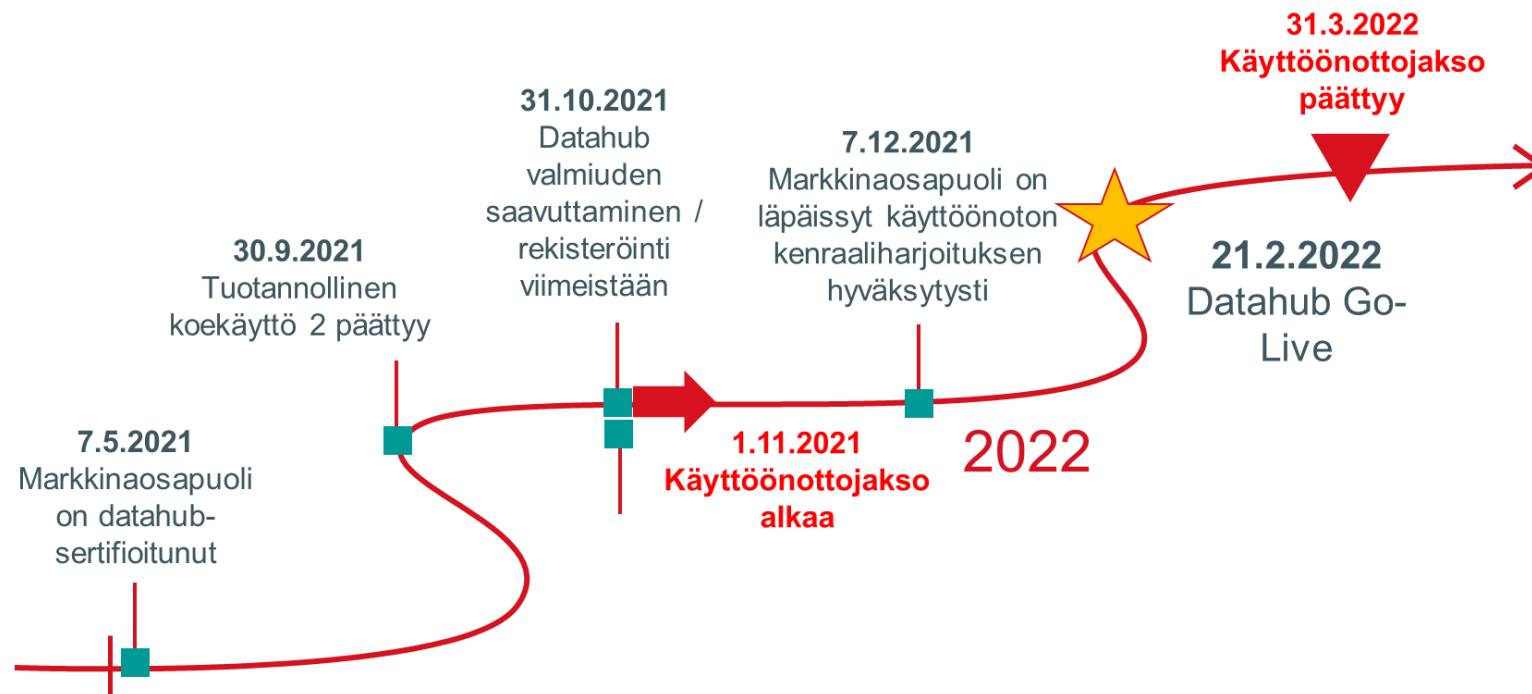 7.5.2021
Markkinaosapuoli
on datahub-
sertifioitunut
30.9.2021
Tuotannollinen
koekäyttö 2 päättyy
31.10.2021
Datahub
valmiuden
saavuttaminen /
rekisteröinti
viimeistään
1.11.2021
Käyttöönottojakso
alkaa
7.12.2021
Markkinaosapuoli on
läpäissyt käyttöönoton
kenraaliharjoituksen
hyväksytysti
2022
21.2.2022
Datahub Go-
Live
31.3.2022
Käyttöönottojakso
päättyy